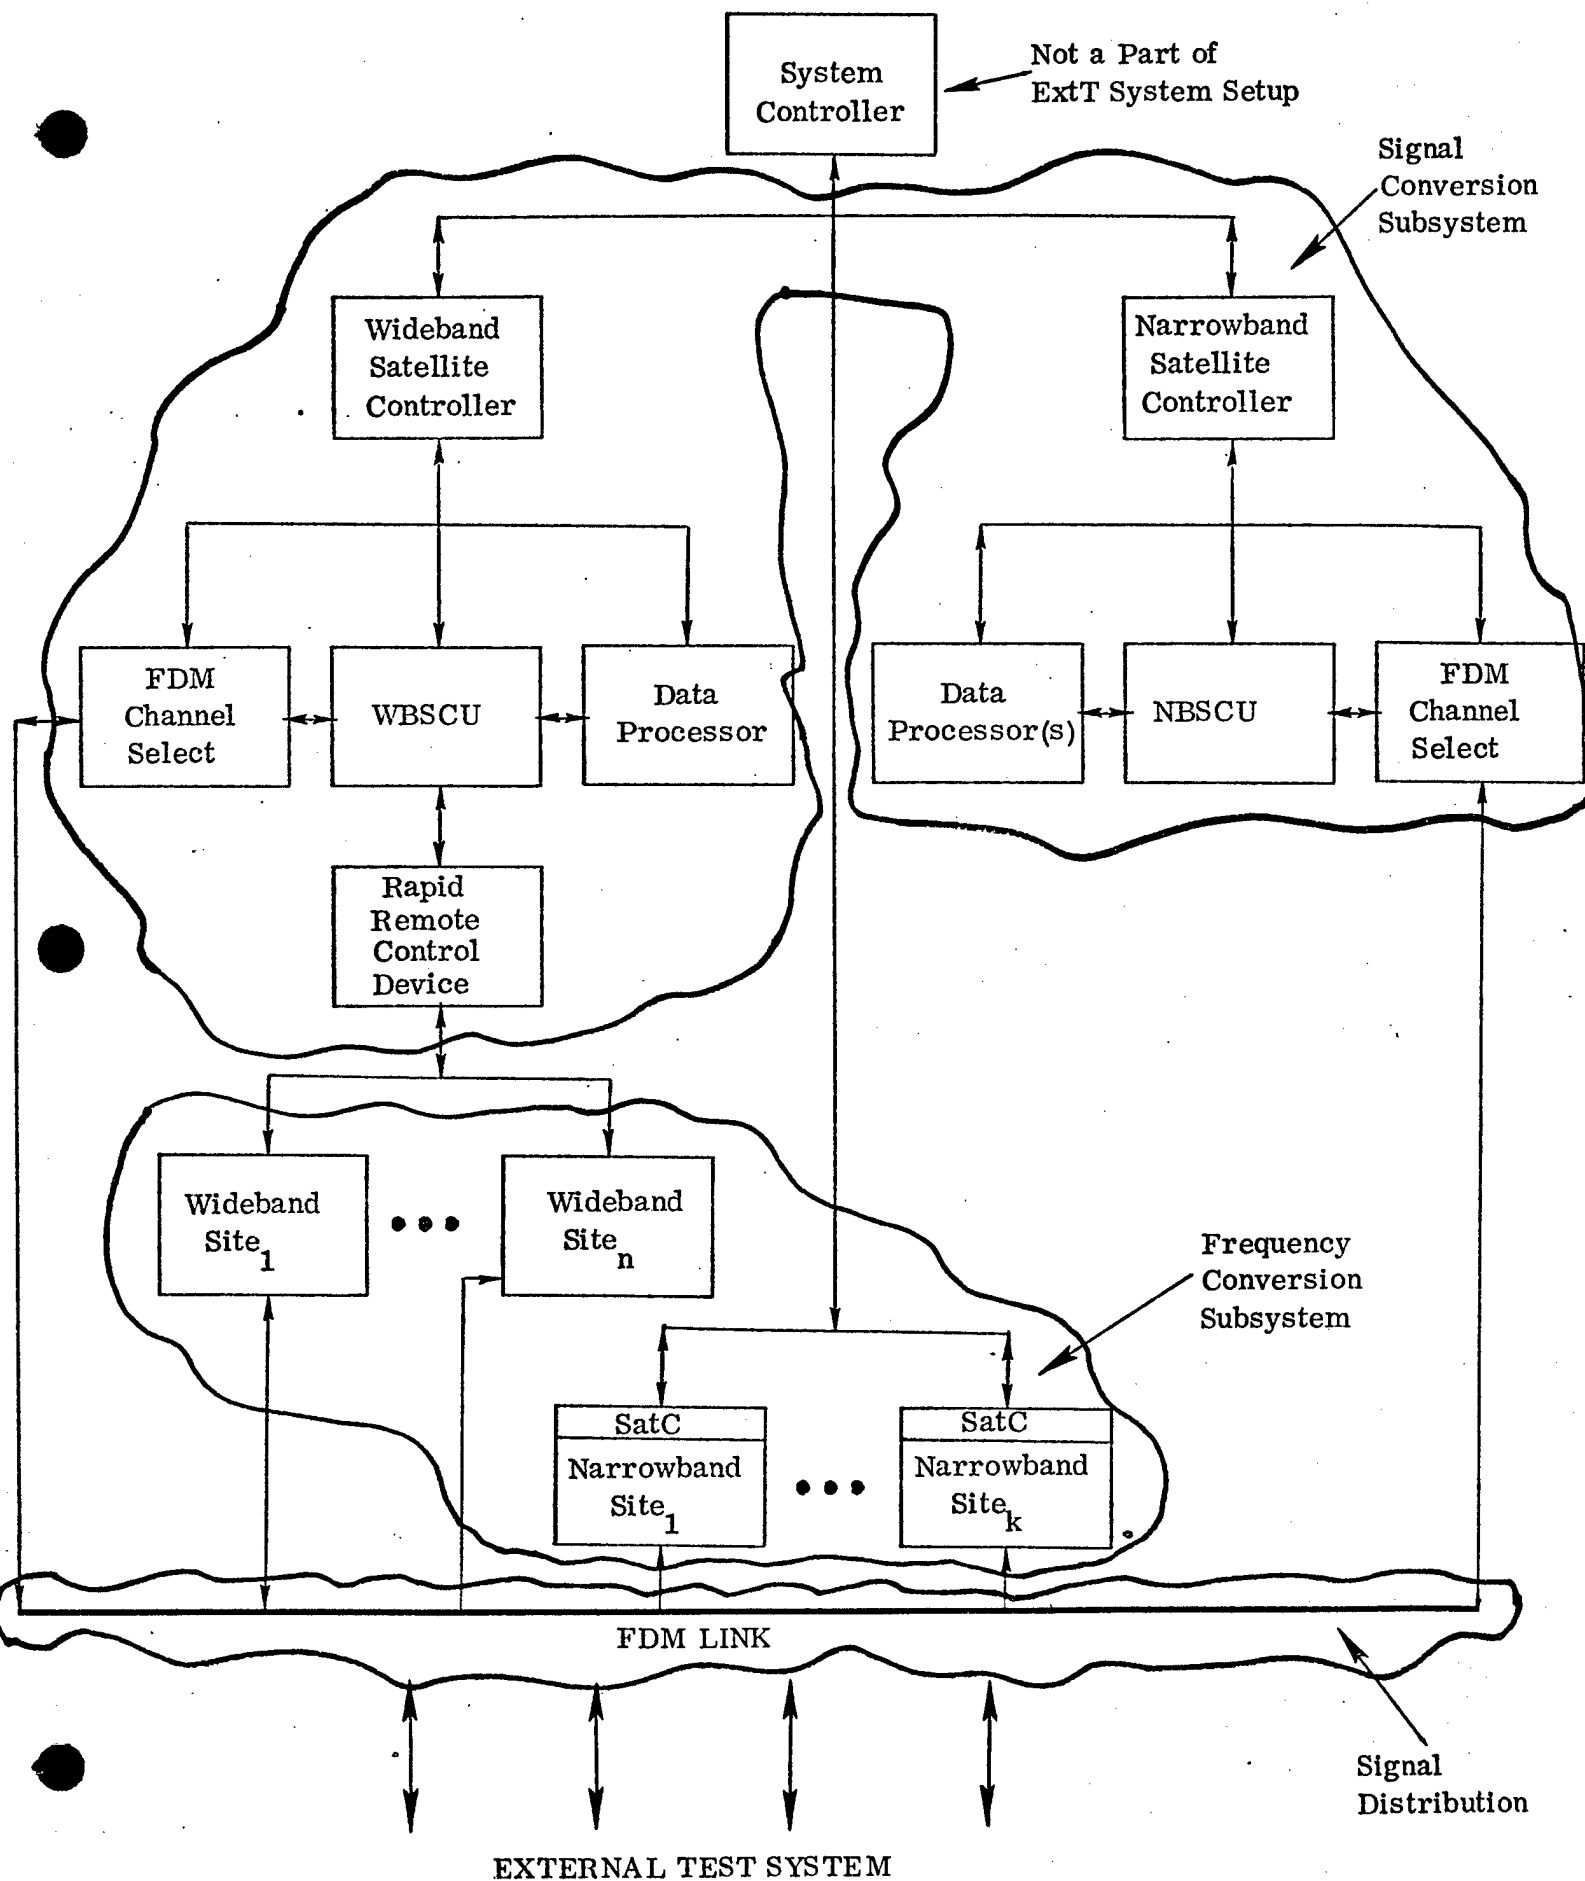 System
Controller
Not a Part of
ExtT System Setup
Signal
Conversion
Subsystem
Wideband
Satellite
Controller
Narrowband
Satellite
Controller
FDM
Channel
Select
WBSCU
Data
Processor
Data
Processor(s)
NBSCU
FDM
Channel
Select
Rapid
Remote
Control
Device
Wideband
Site1
Wideband
Siten
Frequency
Conversion
Subsystem
SatC
Narrowband
Site1
SatC
Narrowband
Sitek
FDM LINK
Signal
Distribution
EXTERNAL TEST SYSTEM